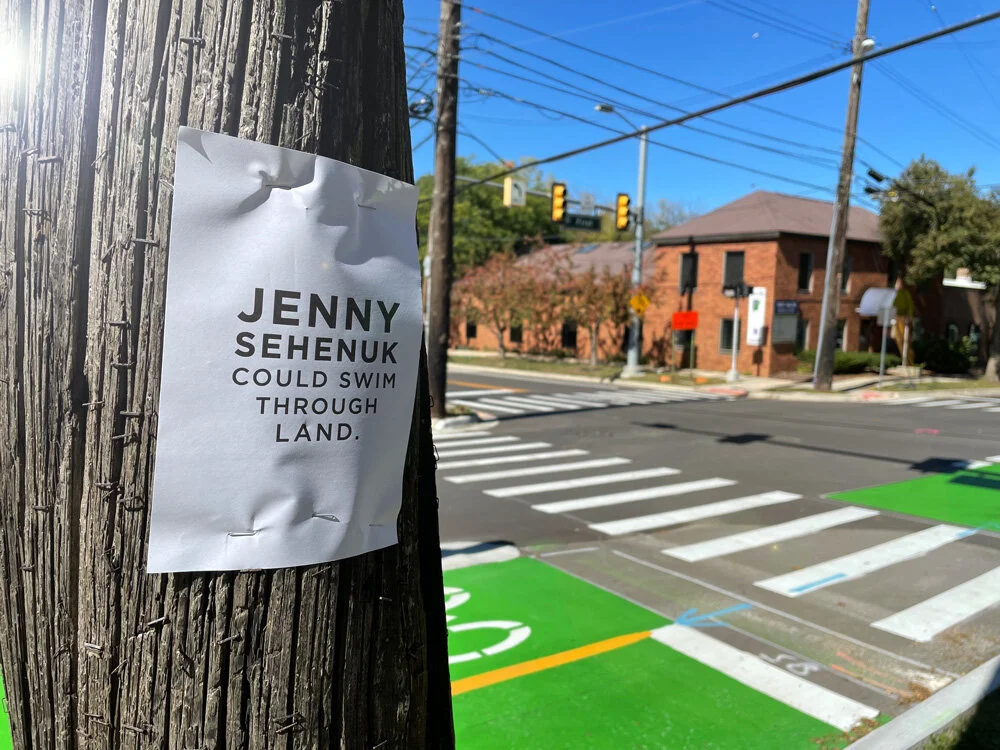 JENNY
SEHENUK
COULD SWIM
THROUGH
LAND.